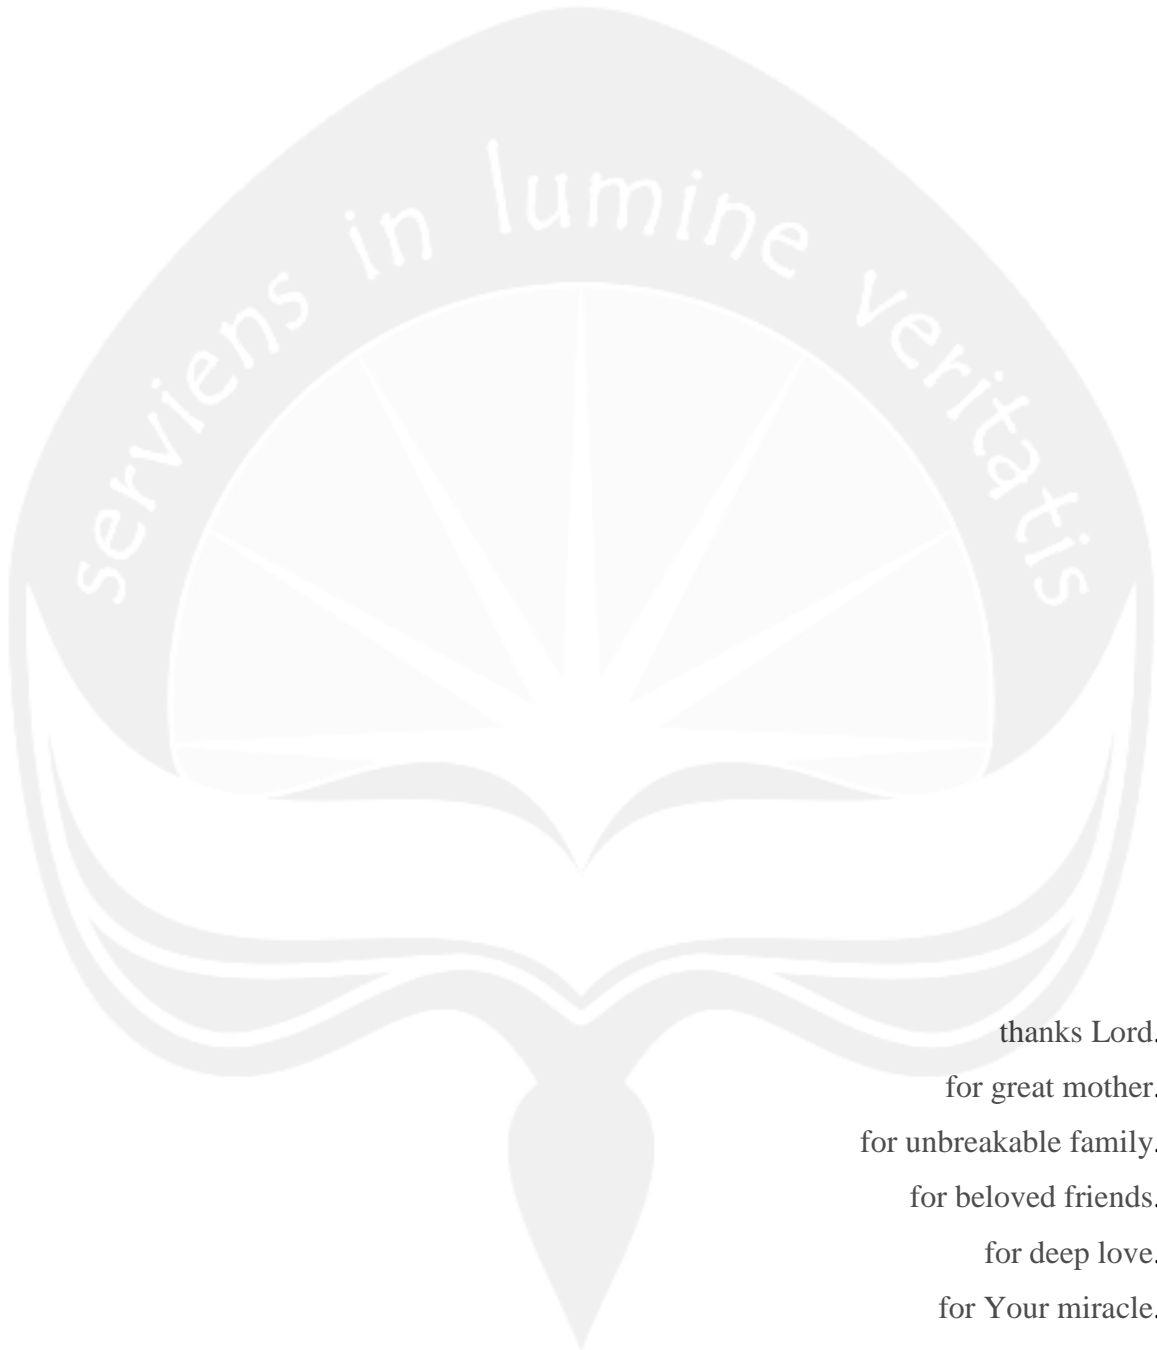 serviens in lumine veritatis
thanks Lord.
for great mother.
for unbreakable family.
for beloved friends.
for deep love.
for Your miracle.